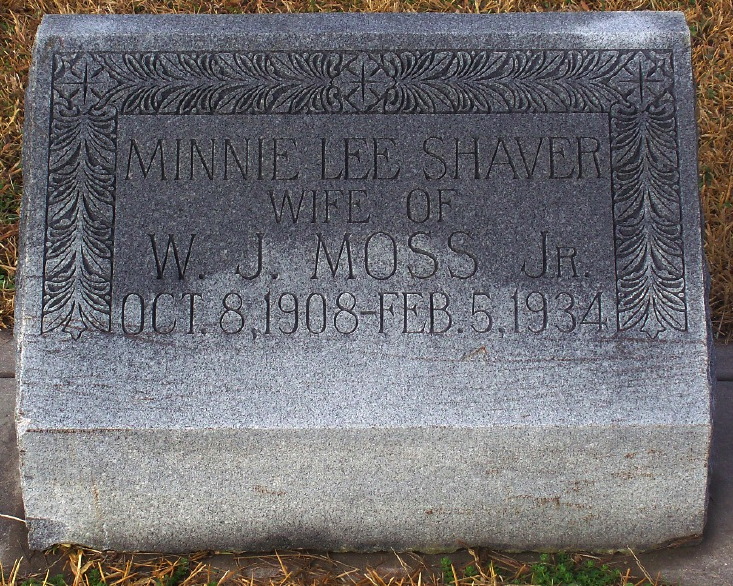 MINNIE LEE SHAVER
WIFE OF
W. J. MOSS JR.
OCT. 8, 1908 - FEB. 5, 1934